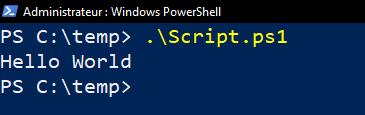 Administrateur : Windows PowerShell
PS C:\temp> .\Script.ps1
Hello World
PS C:\temp>